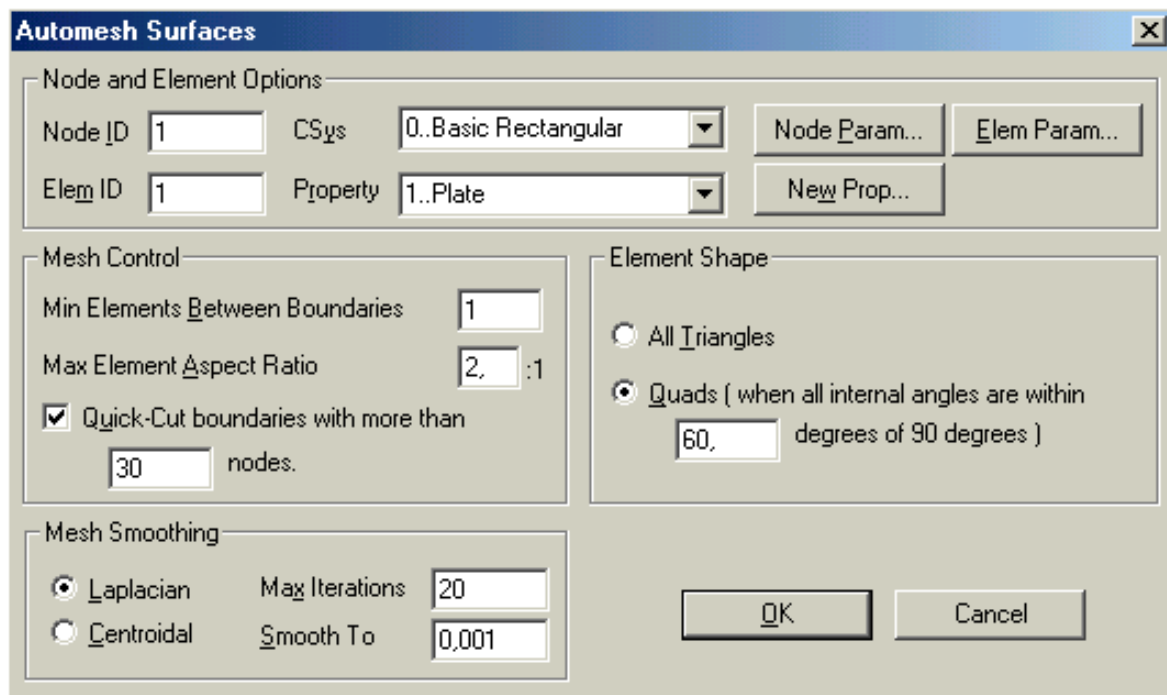 Automesh Surfaces
Node and Element Options
Node ID 1 CSys 0..Basic Rectangular Node Param... Elem Param...
Elem ID 1 Property 1..Plate New Prop...
Mesh Control
Min Elements Between Boundaries 1
Max Element Aspect Ratio 2, :1
Quick-Cut boundaries with more than
30 nodes.
Element Shape
All Triangles
Quads ( when all internal angles are within
60, degrees of 90 degrees )
Mesh Smoothing
Laplacian Max Iterations 20
Centroidal Smooth To 0,001
OK Cancel